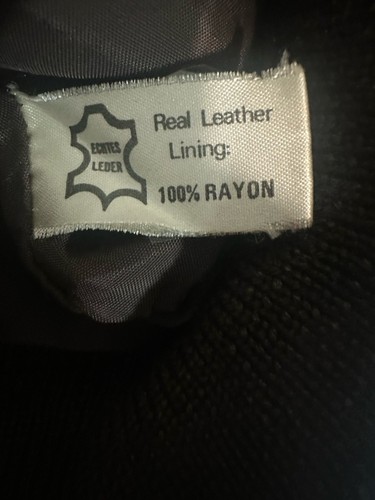 ECHTES
LEDER
Real Leather
Lining:
100% RAYON